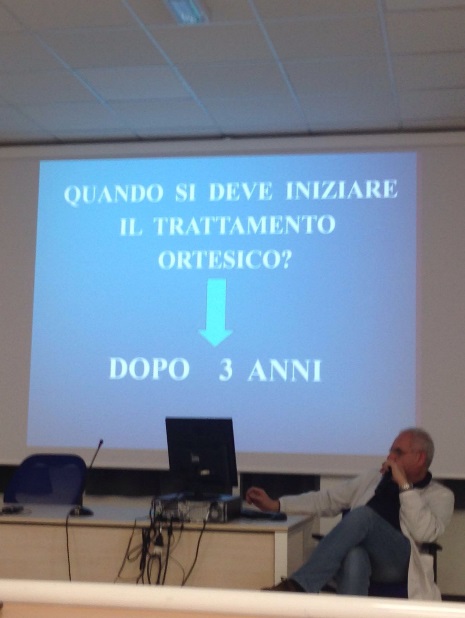 QUANDO SI DEVE INIZIARE
IL TRATTAMENTO
ORTESICO?
DOPO 3 ANNI